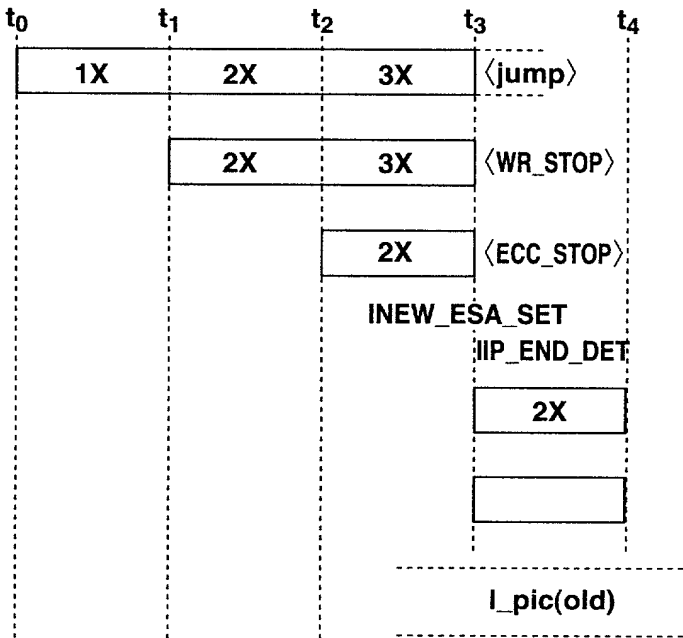 t0 t1 t2 t3 t4
1X 2X 3X 〈jump〉
2X 3X 〈WR_STOP〉
2X 〈ECC_STOP〉
INEW_ESA_SET
IIP_END_DET
2X
I_pic(old)